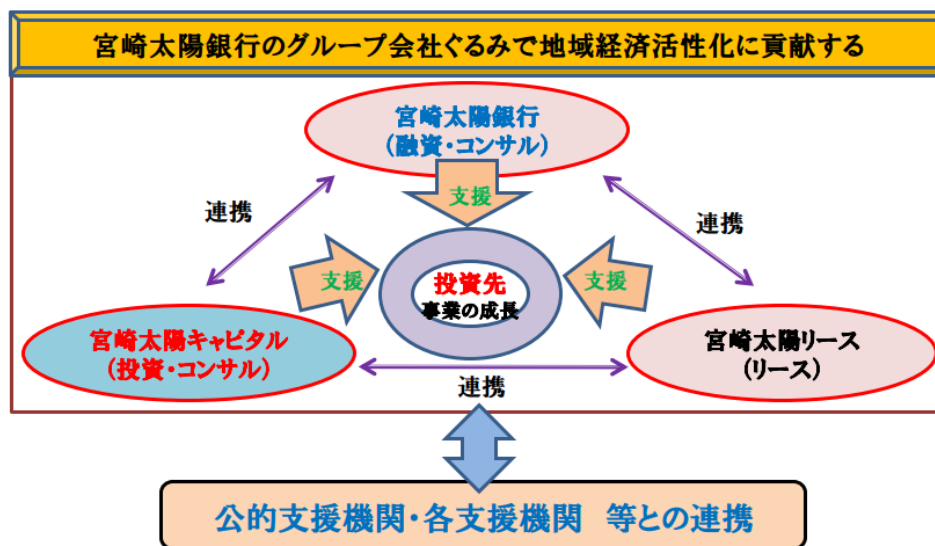 宮崎太陽銀行のグループ会社ぐるみで地域経済活性化に貢献する
宮崎太陽銀行
(融資・コンサル)
支援
連携
連携
支援
支援
投資先
事業の成長
宮崎太陽キャピタル
(投資・コンサル)
宮崎太陽リース
(リース)
連携
公的支援機関・各支援機関 等との連携